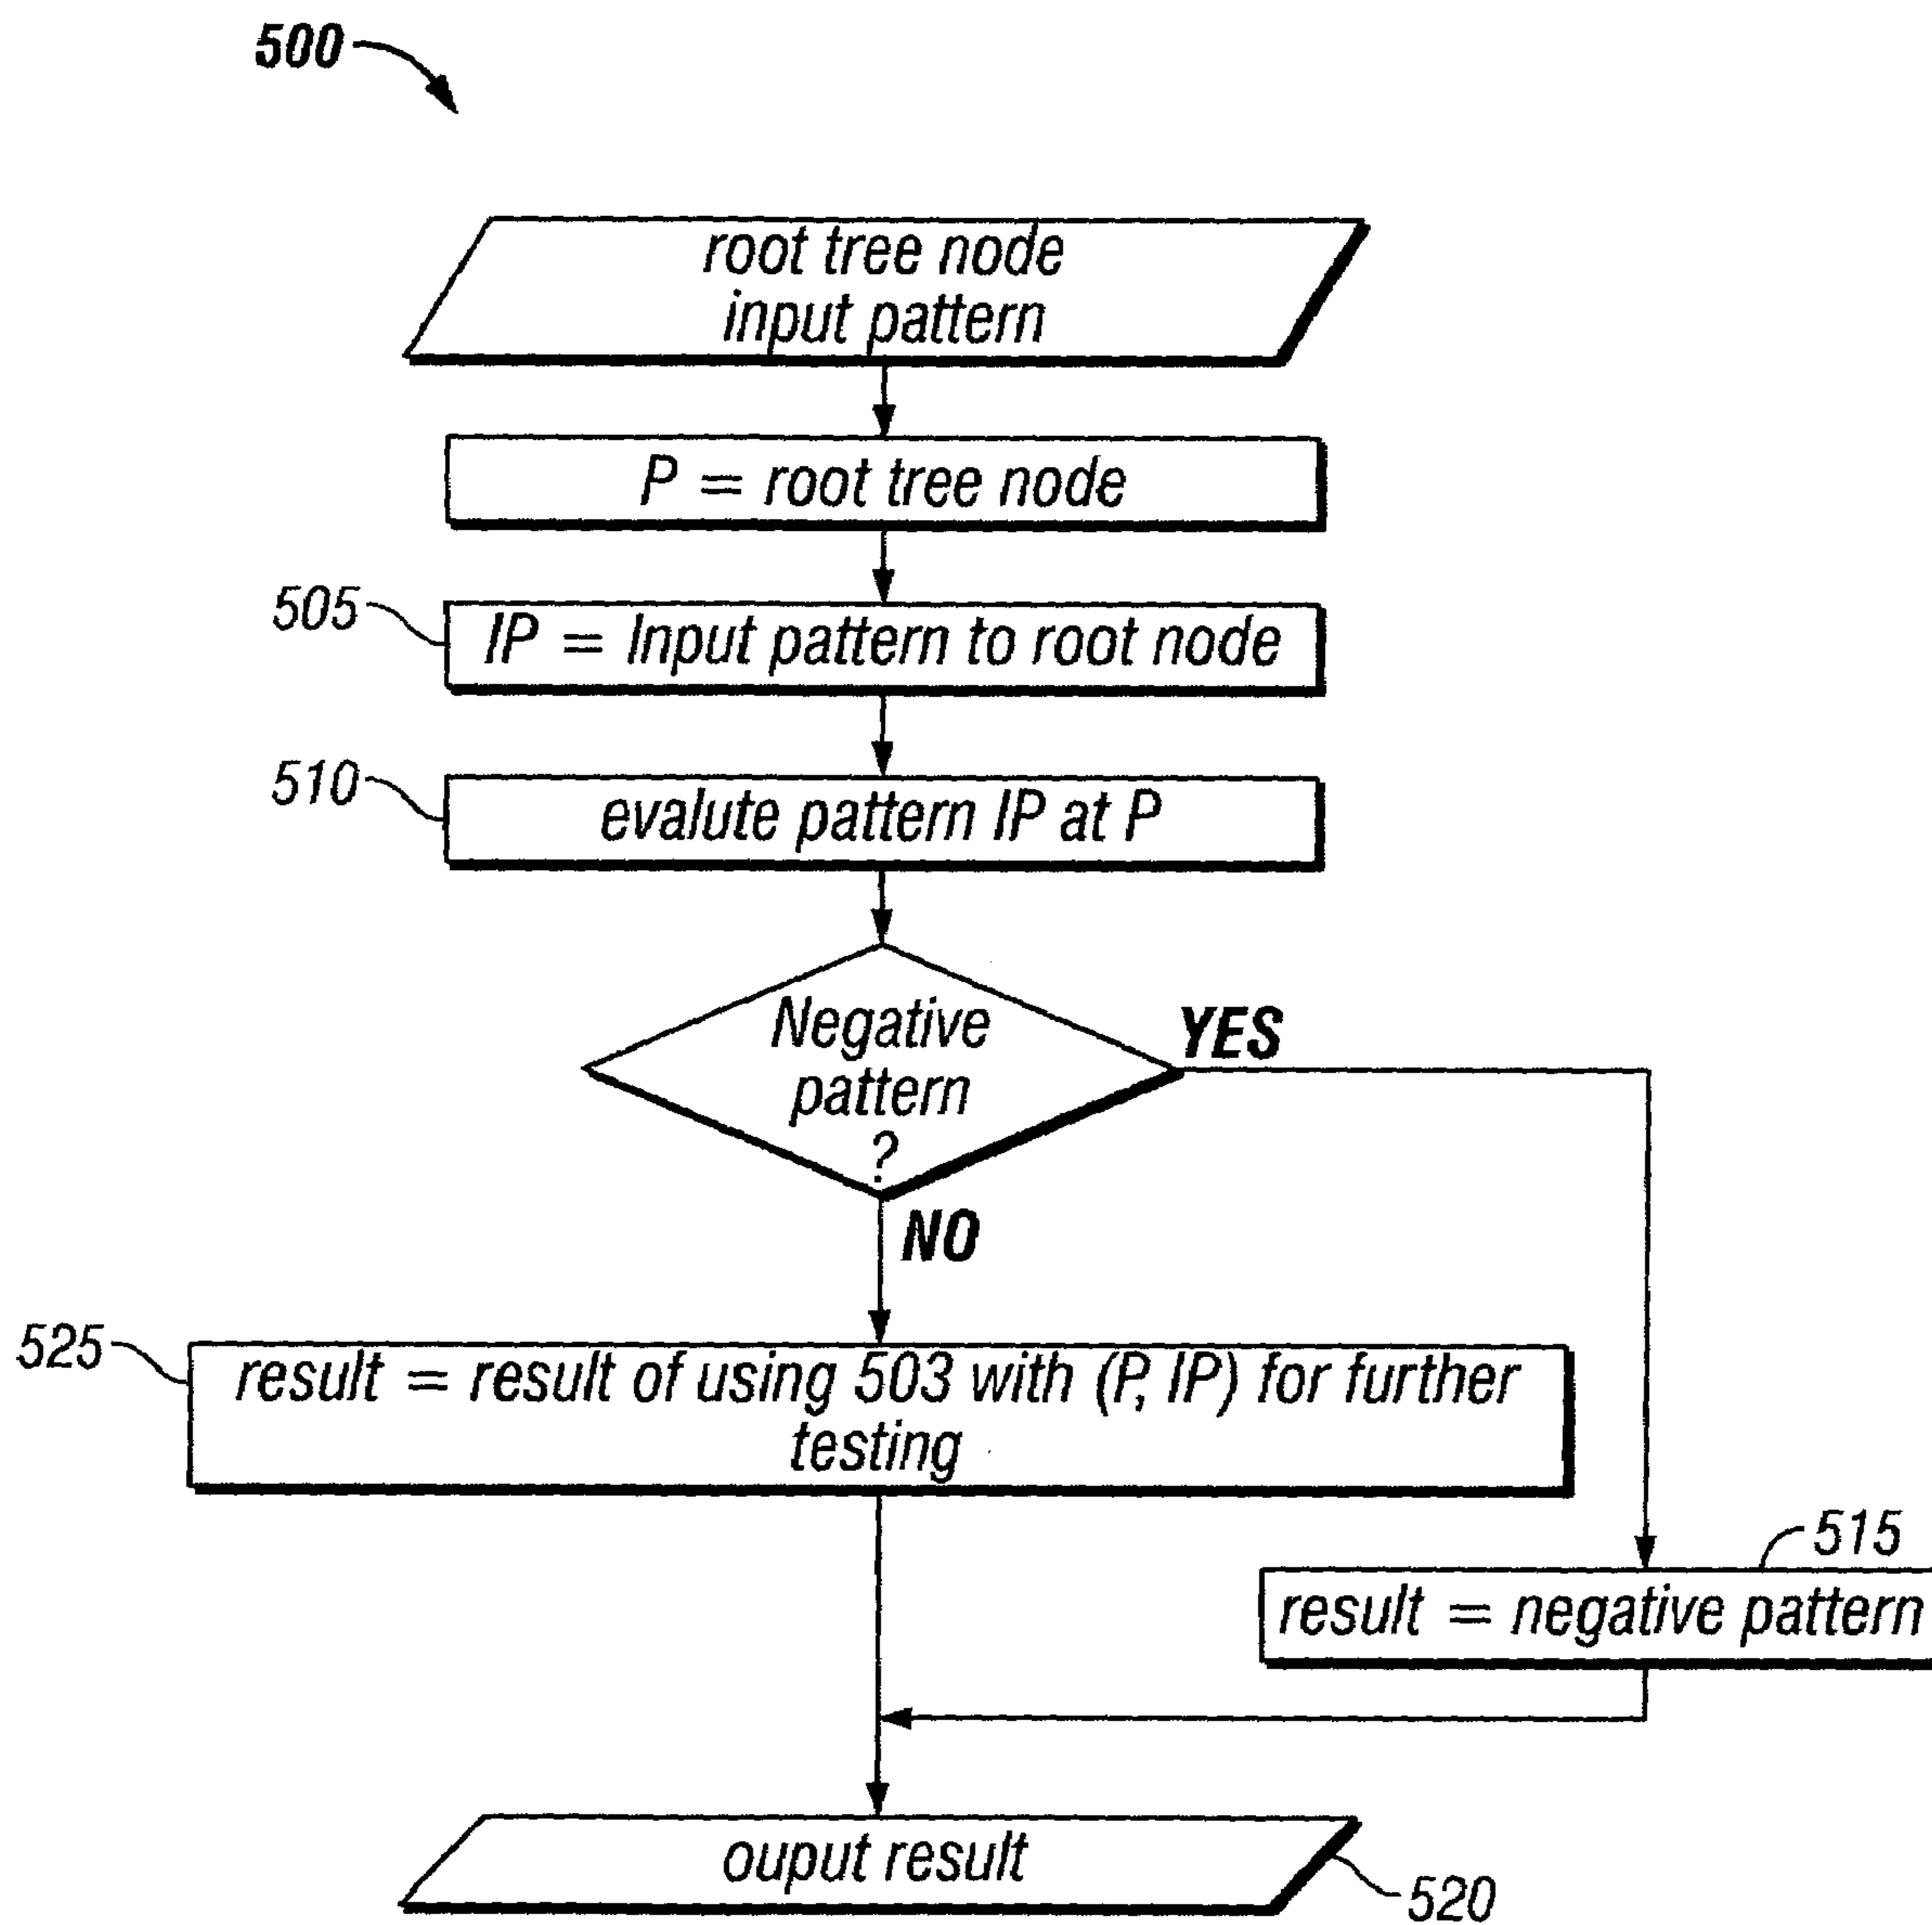 500
root tree node
input pattern
P = root tree node
505
IP = Input pattern to root node
510
evalute pattern IP at P
Negative
pattern
?
YES
NO
525
result = result of using 503 with (P, IP) for further
testing
515
result = negative pattern
ouput result
520